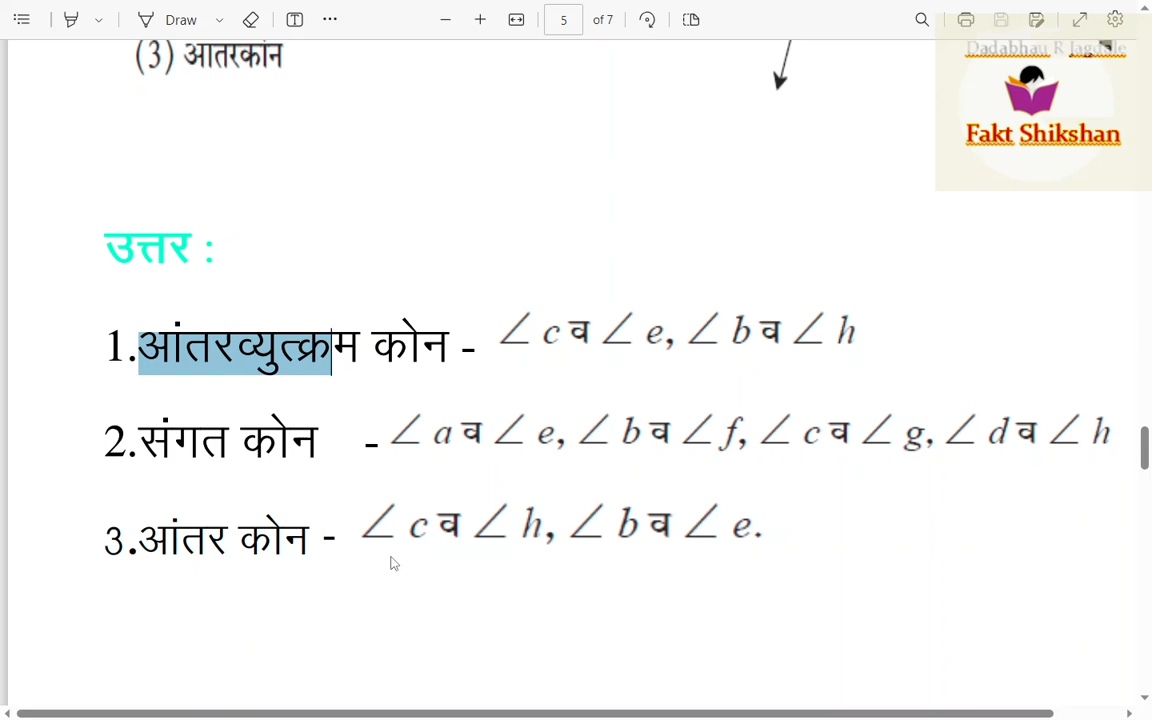 Draw
5 of 7
(3) आंतरकोन
Dadabhau R Jagdale
Fakt Shikshan
उत्तर :
1.आंतरव्युत्क्रम कोन - ∠ c व ∠ e, ∠ b व ∠ h
2.संगत कोन - ∠ a व ∠ e, ∠ b व ∠ f, ∠ c व ∠ g, ∠ d व ∠ h
3.आंतर कोन - ∠ c व ∠ h, ∠ b व ∠ e.